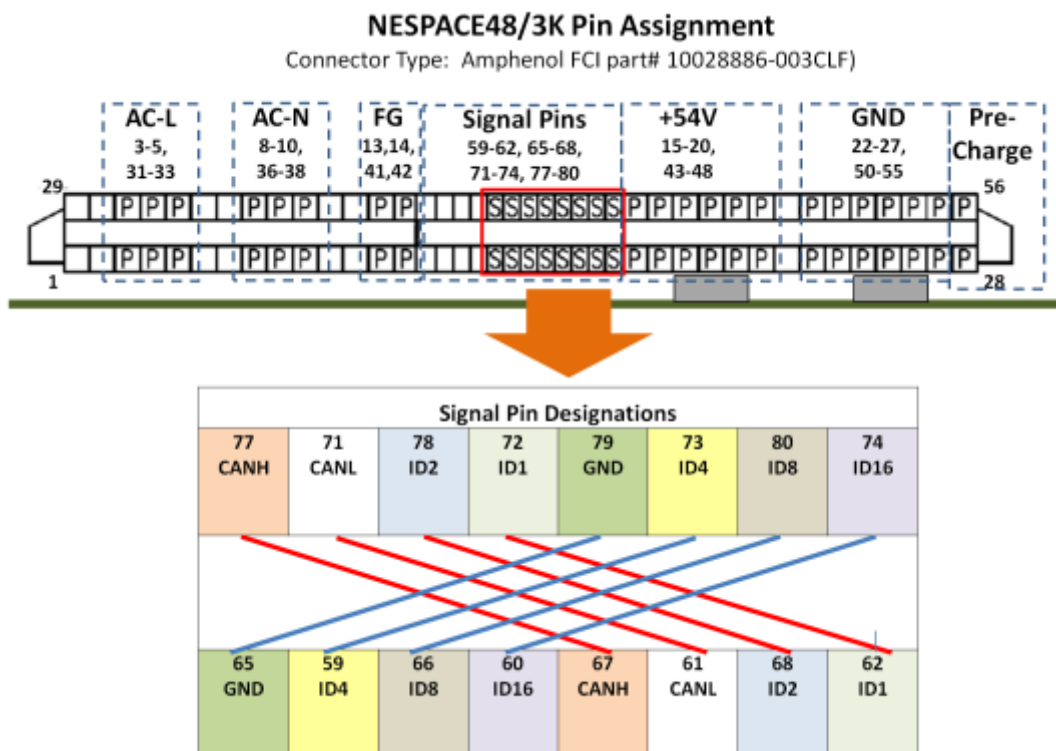 NESPACE48/3K Pin Assignment
Connector Type: Amphenol FCI part# 10028886-003CLF)
AC-L
3-5,
31-33
AC-N
8-10,
36-38
FG
13,14,
41,42
Signal Pins
59-62, 65-68,
71-74, 77-80
+54V
15-20,
43-48
GND
22-27,
50-55
Pre-
Charge
29
56
P P P P P P P P S S S S S S S S P P P P P P P P P P P P P
P P P P P P P P S S S S S S S S P P P P P P P P P P P P P
1
28
Signal Pin Designations
77 71 78 72 79 73 80 74
CANH CANL ID2 ID1 GND ID4 ID8 ID16
65 59 66 60 67 61 68 62
GND ID4 ID8 ID16 CANH CANL ID2 ID1